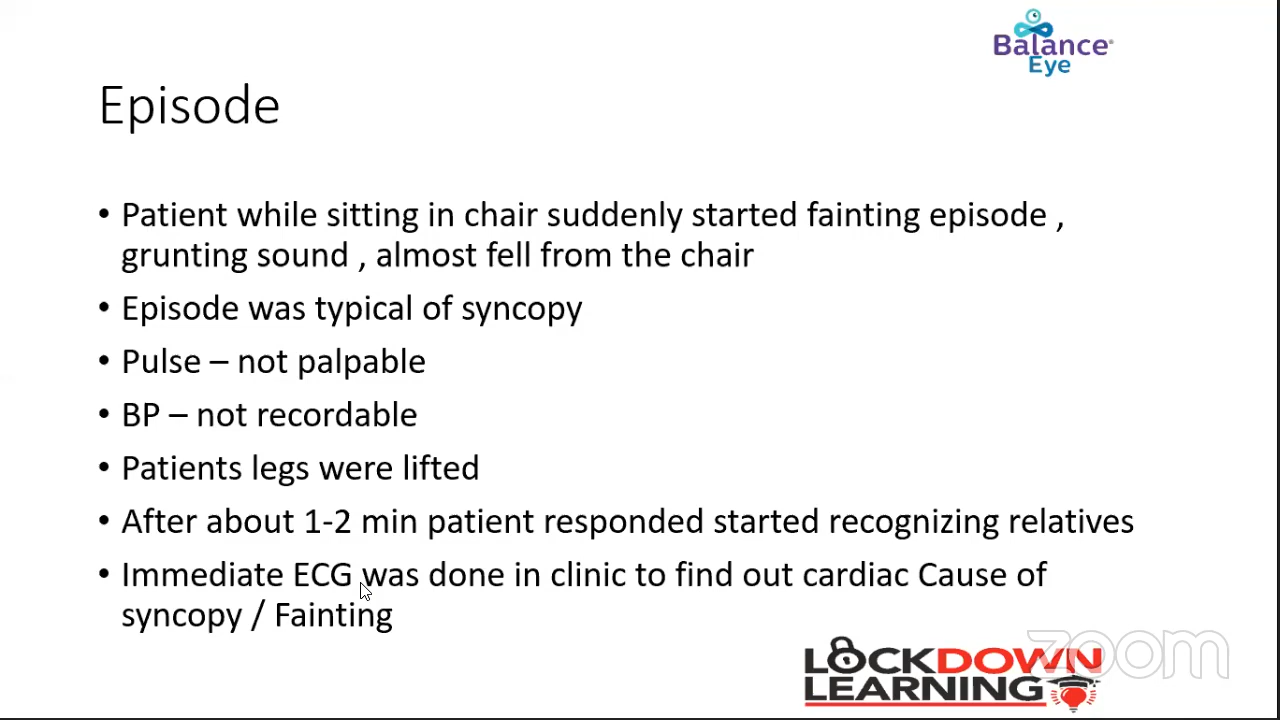 Balance
Eye
Episode
• Patient while sitting in chair suddenly started fainting episode ,
grunting sound , almost fell from the chair
• Episode was typical of syncopy
• Pulse – not palpable
• BP – not recordable
• Patients legs were lifted
• After about 1-2 min patient responded started recognizing relatives
• Immediate ECG was done in clinic to find out cardiac Cause of
syncopy / Fainting
LOCKDOWN
LEARNING
zoom